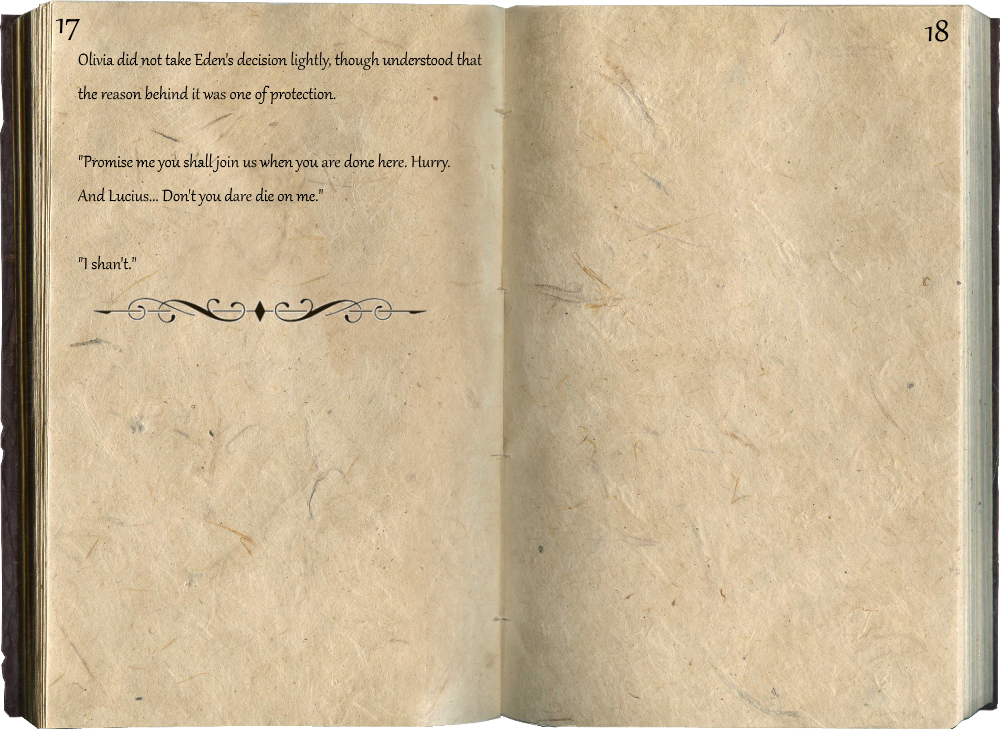 17
Olivia did not take Eden's decision lightly, though understood that
the reason behind it was one of protection.
"Promise me you shall join us when you are done here. Hurry.
And Lucius... Don't you dare die on me."
"I shan't."
18